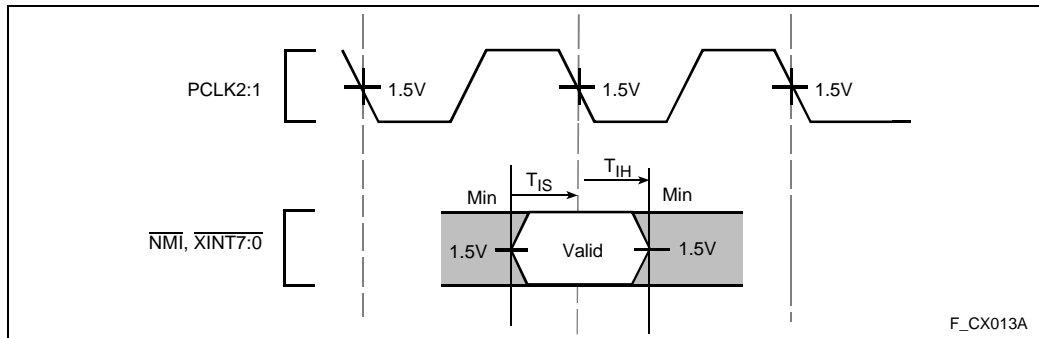 PCLK2:1
1.5V 1.5V 1.5V
T_IS T_IH
Min Min
NMI, XINT7:0
1.5V Valid 1.5V
F_CX013A